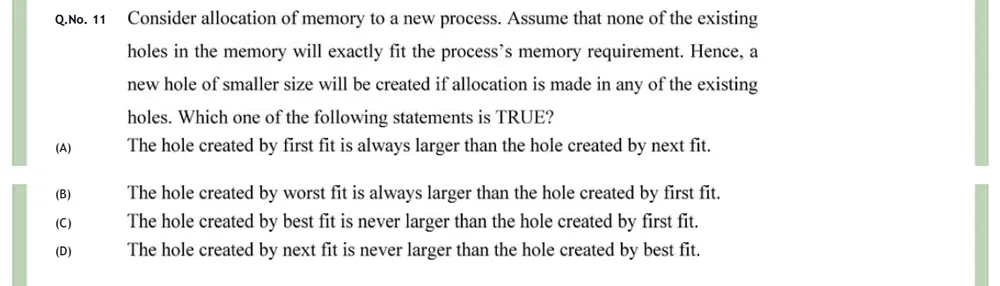 Q.No. 11 Consider allocation of memory to a new process. Assume that none of the existing
holes in the memory will exactly fit the process's memory requirement. Hence, a
new hole of smaller size will be created if allocation is made in any of the existing
holes. Which one of the following statements is TRUE?
(A) The hole created by first fit is always larger than the hole created by next fit.
(B) The hole created by worst fit is always larger than the hole created by first fit.
(C) The hole created by best fit is never larger than the hole created by first fit.
(D) The hole created by next fit is never larger than the hole created by best fit.